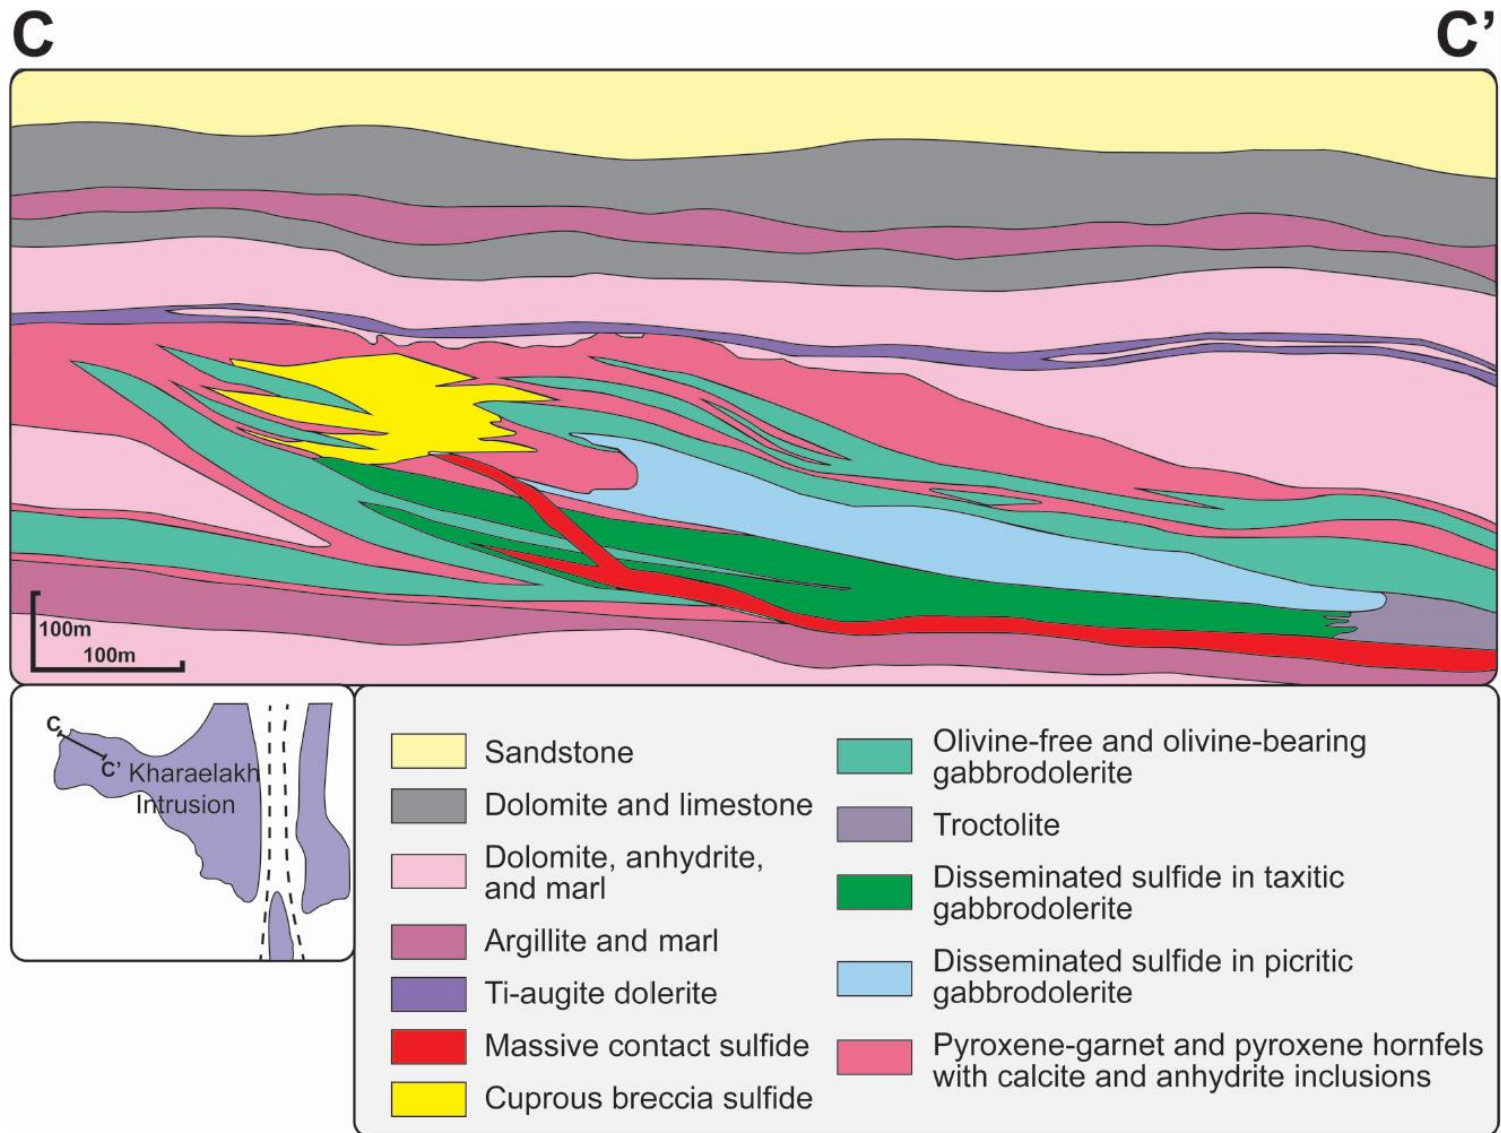 C
C’
100m
100m
C
C’ Kharaelakh
Intrusion
Sandstone
Dolomite and limestone
Dolomite, anhydrite,
and marl
Argillite and marl
Ti-augite dolerite
Massive contact sulfide
Cuprous breccia sulfide
Olivine-free and olivine-bearing
gabbrodolerite
Troctolite
Disseminated sulfide in taxitic
gabbrodolerite
Disseminated sulfide in picritic
gabbrodolerite
Pyroxene-garnet and pyroxene hornfels
with calcite and anhydrite inclusions